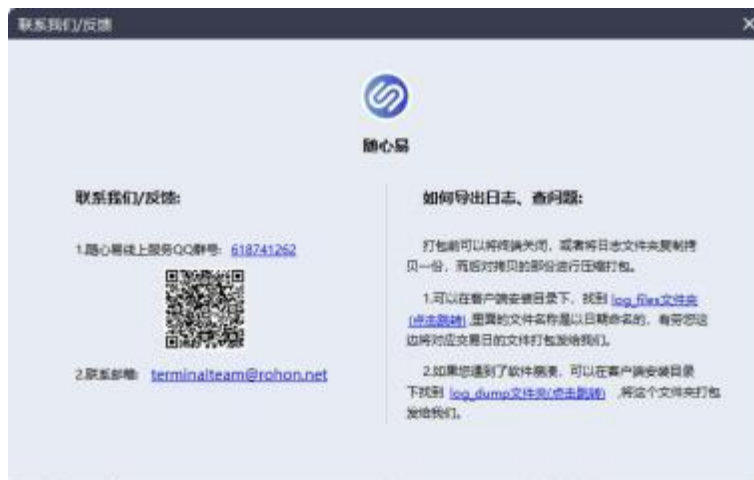 联系我们/反馈
随心易
联系我们/反馈:
1.随心易线上服务QQ群号: 618741262
2.联系邮箱: terminalteam@rohon.net
如何导出日志、查问题:
打包前可以将终端关闭，或者将日志文件夹复制拷
贝一份，而后对拷贝的部份进行压缩打包。
1.可以在客户端安装目录下，找到 log_files文件夹
(点击跳转) ,里面的文件名称是以日期命名的，有劳您这
边将对应交易日的文件打包发给我们。
2.如果您遇到了软件崩溃，可以在客户端安装目录
下找到 log_dump文件夹(点击跳转) ,将这个文件夹打包
发给我们。